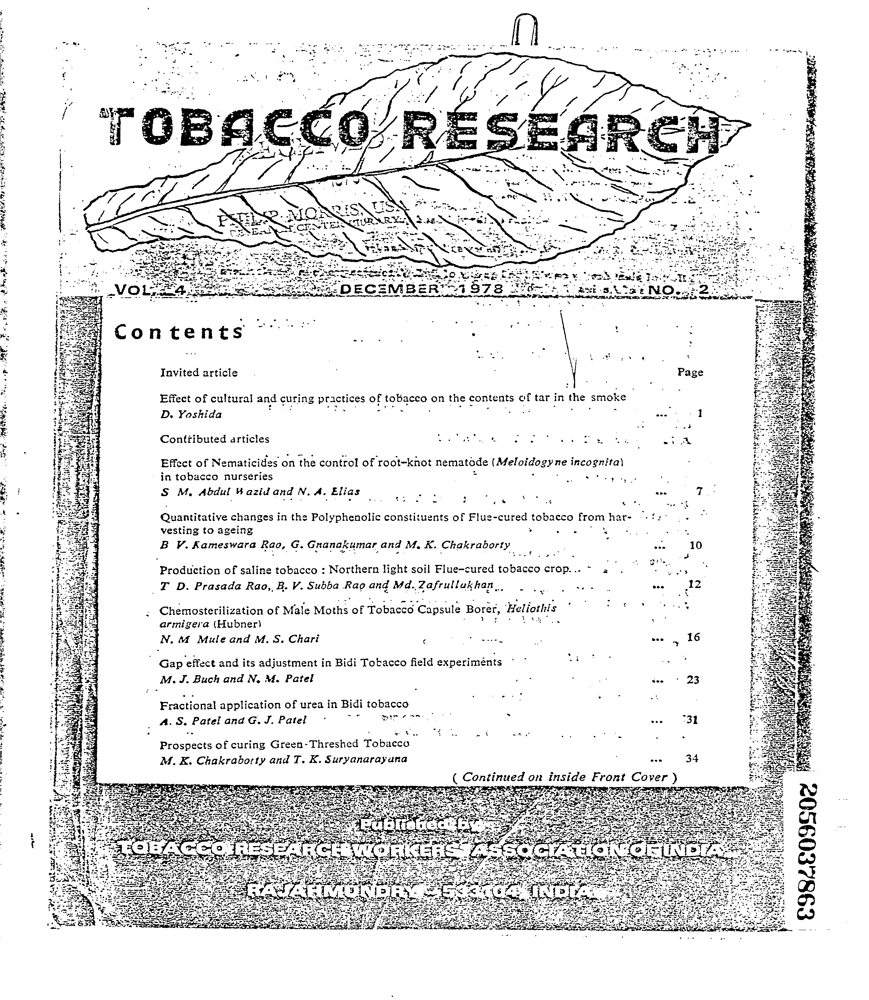 TOBACCO RESEARCH
PHILIP MORRIS, U.S.A
RESEARCH CENTER LIBRARY
VOL. 4 DECEMBER 1978 NO. 2
Contents
Invited article Page
Effect of cultural and curing practices of tobacco on the contents of tar in the smoke
D. Yoshida ... 1
Contributed articles
Effect of Nematicides on the control of root-knot nematode (Meloidogyne incognita)
in tobacco nurseries
S M. Abdul Wazid and N. A. Elias ... 7
Quantitative changes in the Polyphenolic constituents of Flue-cured tobacco from har-
vesting to ageing
B V. Kameswara Rao, G. Gnanakumar and M. K. Chakraborty ... 10
Production of saline tobacco : Northern light soil Flue-cured tobacco crop...
T D. Prasada Rao, B. V. Subba Rao and Md. Zafrullakhan ... 12
Chemosterilization of Male Moths of Tobacco Capsule Borer, Heliothis
armigera (Hubner)
N. M Mule and M. S. Chari ... 16
Gap effect and its adjustment in Bidi Tobacco field experiments
M. J. Buch and N. M. Patel ... 23
Fractional application of urea in Bidi tobacco
A. S. Patel and G. J. Patel ... 31
Prospects of curing Green-Threshed Tobacco
M. K. Chakraborty and T. K. Suryanarayana ... 34
( Continued on inside Front Cover )
Published by
TOBACCO RESEARCH WORKERS' ASSOCIATION OF INDIA
RAJAHMUNDRY - 533104, INDIA
2056037863